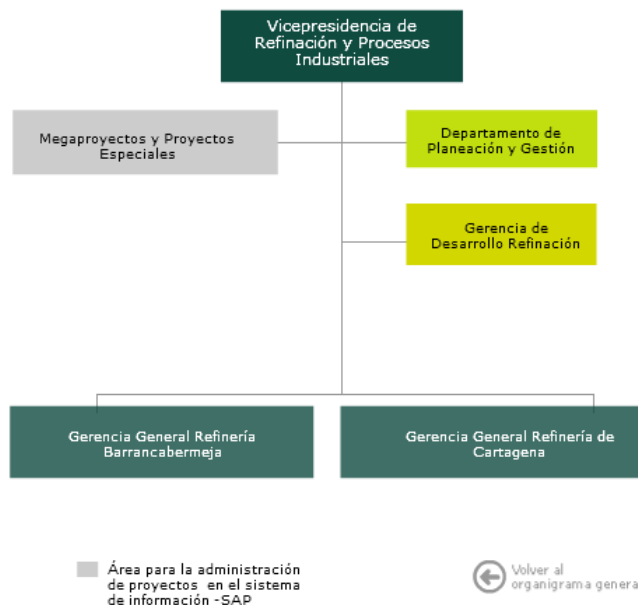 Vicepresidencia de
Refinación y Procesos
Industriales
Megaproyectos y Proyectos
Especiales
Departamento de
Planeación y Gestión
Gerencia de
Desarrollo Refinación
Gerencia General Refinería
Barrancabermeja
Gerencia General Refinería de
Cartagena
Área para la administración
de proyectos en el sistema
de información -SAP
Volver al
organigrama genera